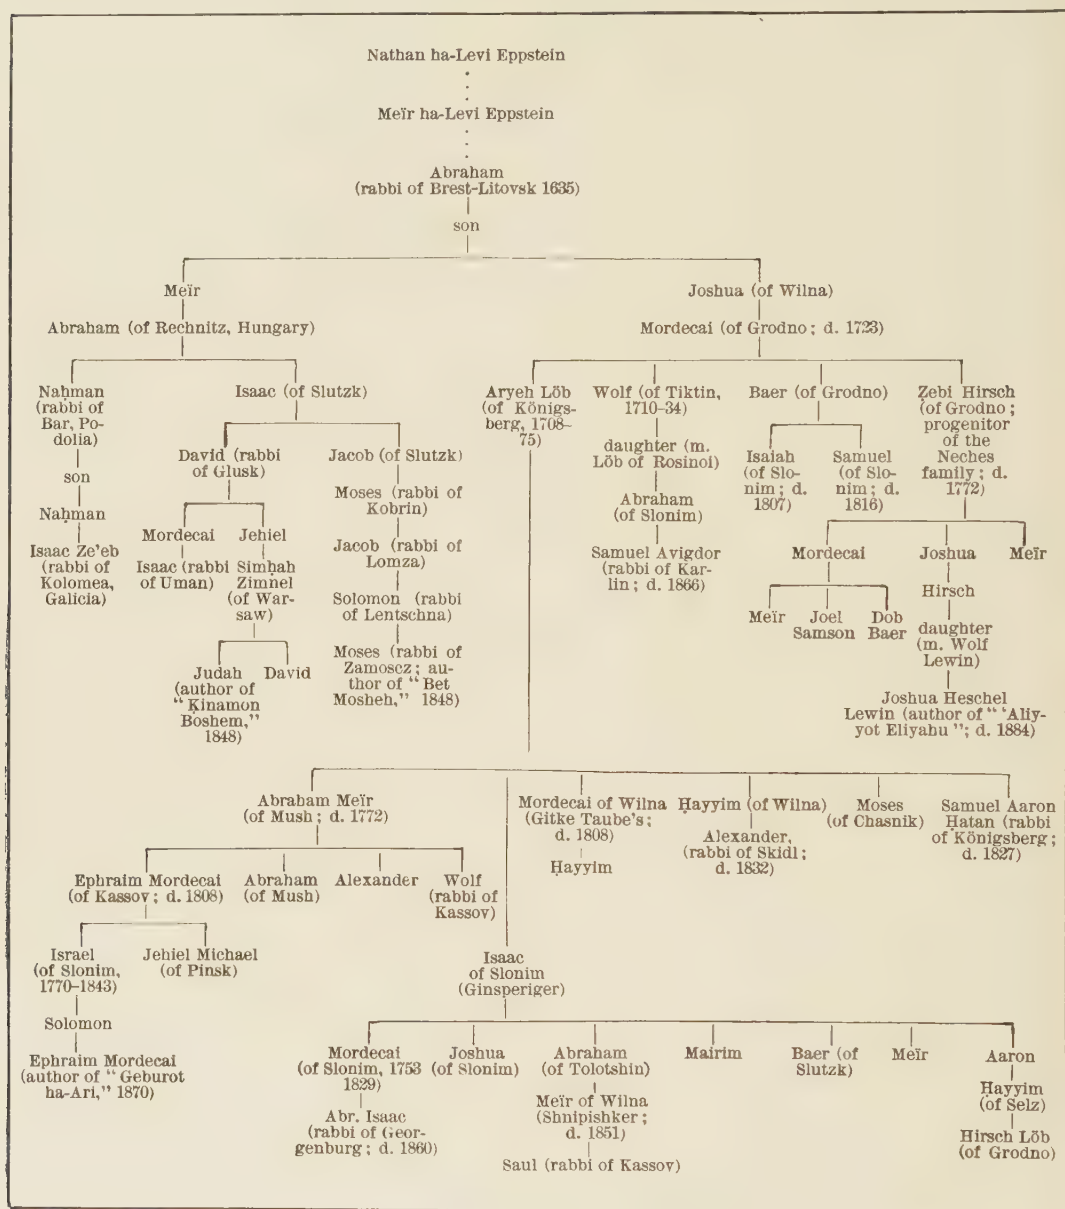 Nathan ha-Levi Eppstein
Meïr ha-Levi Eppstein
Abraham
(rabbi of Brest-Litovsk 1635)
son
Meïr
Joshua (of Wilna)
Abraham (of Rechnitz, Hungary)
Mordecai (of Grodno; d. 1723)
Naḥman
(rabbi of
Bar, Po-
dolia)
son
Naḥman
Isaac Ze'eb
(rabbi of
Kolomea,
Galicia)
Isaac (of Slutzk)
David (rabbi
of Glusk)
Mordecai
Isaac (rabbi
of Uman)
Jehiel
Simḥah
Zimmel
(of War-
saw)
Judah
(author of
"Ḳinamon
Boshem,"
1848)
David
Jacob (of Slutzk)
Moses (rabbi of
Kobrin)
Jacob (rabbi of
Lomza)
Solomon (rabbi
of Lentschna)
Moses (rabbi of
Zamoscz; au-
thor of "Bet
Mosheh," 1848)
Aryeh Löb
(of Königs-
berg, 1708–
75)
Wolf (of Tiktin,
1710–34)
daughter (m.
Löb of Rosinoi)
Abraham
(of Slonim)
Samuel Avigdor
(rabbi of Kar-
lin; d. 1866)
Baer (of Grodno)
Isaiah
(of Slo-
nim; d.
1807)
Samuel
(of Slo-
nim; d.
1816)
Ẓebi Hirsch
(of Grodno;
progenitor
of the
Neches
family; d.
1772)
Mordecai
Meïr
Joel
Samson
Dob
Baer
Joshua
Hirsch
daughter
(m. Wolf
Lewin)
Joshua Heschel
Lewin (author of "'Aliy-
yot Eliyahu"; d. 1884)
Meïr
Abraham Meïr
(of Mush; d. 1772)
Mordecai of Wilna
(Gitke Taube's;
d. 1808)
Ḥayyim
Ḥayyim (of Wilna)
Alexander,
(rabbi of Skidl;
d. 1832)
Moses
(of Chasnik)
Samuel Aaron
Ḥatan (rabbi
of Königsberg;
d. 1827)
Ephraim Mordecai
(of Kassov; d. 1808)
Abraham
(of Mush)
Alexander
Wolf
(rabbi of
Kassov)
Israel
(of Slonim,
1770–1843)
Jehiel Michael
(of Pinsk)
Solomon
Ephraim Mordecai
(author of "Geburot
ha-Ari," 1870)
Isaac
of Slonim
(Ginsperiger)
Mordecai
(of Slonim, 1753
1829)
Abr. Isaac
(rabbi of Geor-
genburg; d. 1860)
Joshua
(of Slonim)
Abraham
(of Tolotshin)
Meïr of Wilna
(Shnipishker;
d. 1851)
Saul (rabbi of Kassov)
Mairim
Baer (of
Slutzk)
Meïr
Aaron
Ḥayyim
(of Selz)
Hirsch Löb
(of Grodno)